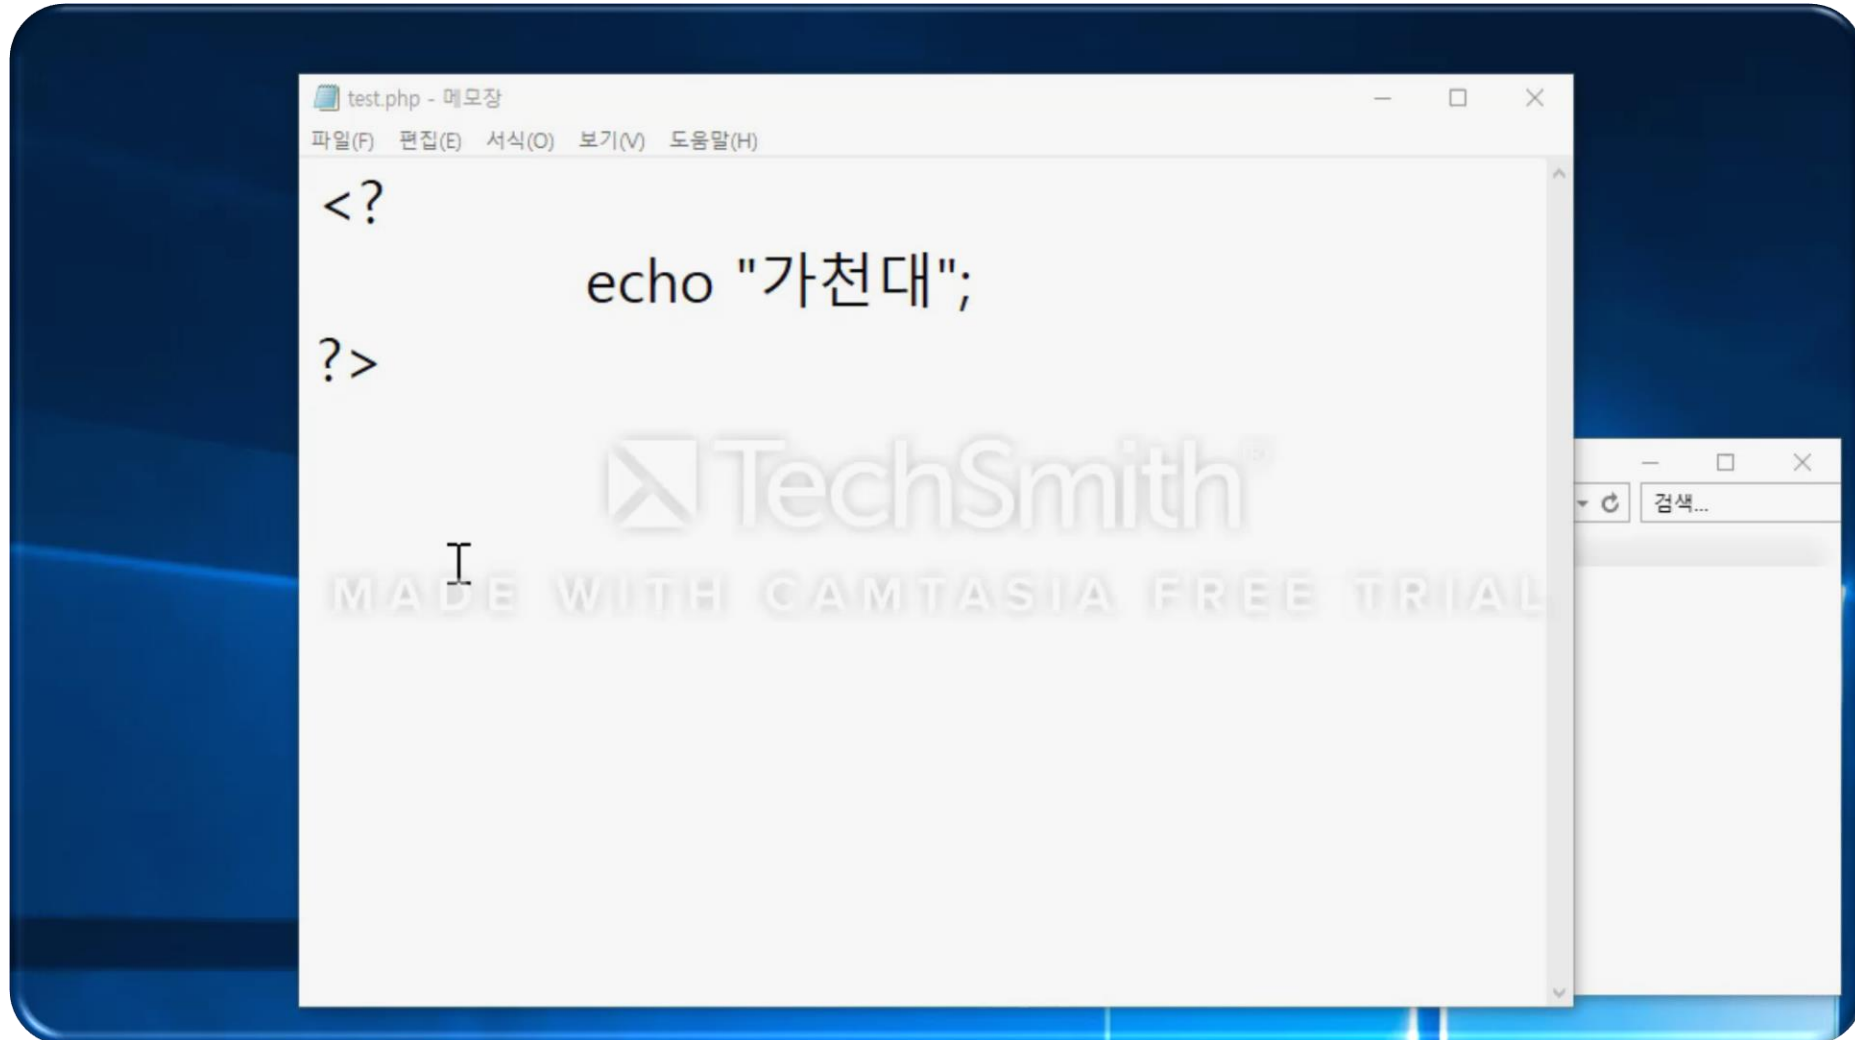 test.php - 메모장
파일(F) 편집(E) 서식(O) 보기(V) 도움말(H)
<?
echo "가천대";
?>
검색...
TechSmith®
MADE WITH CAMTASIA FREE TRIAL